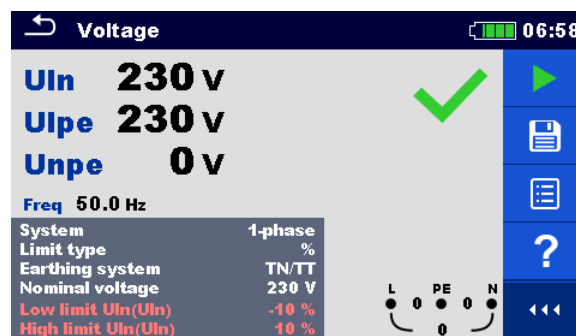 Voltage 06:58
Uln 230 V
Ulpe 230 V
Unpe 0 V
Freq 50.0 Hz
System 1-phase
Limit type %
Earthing system TN/TT
Nominal voltage 230 V
Low limit Uln(Uln) -10 %
High limit Uln(Uln) 10 %
L PE N
0 0
0
?